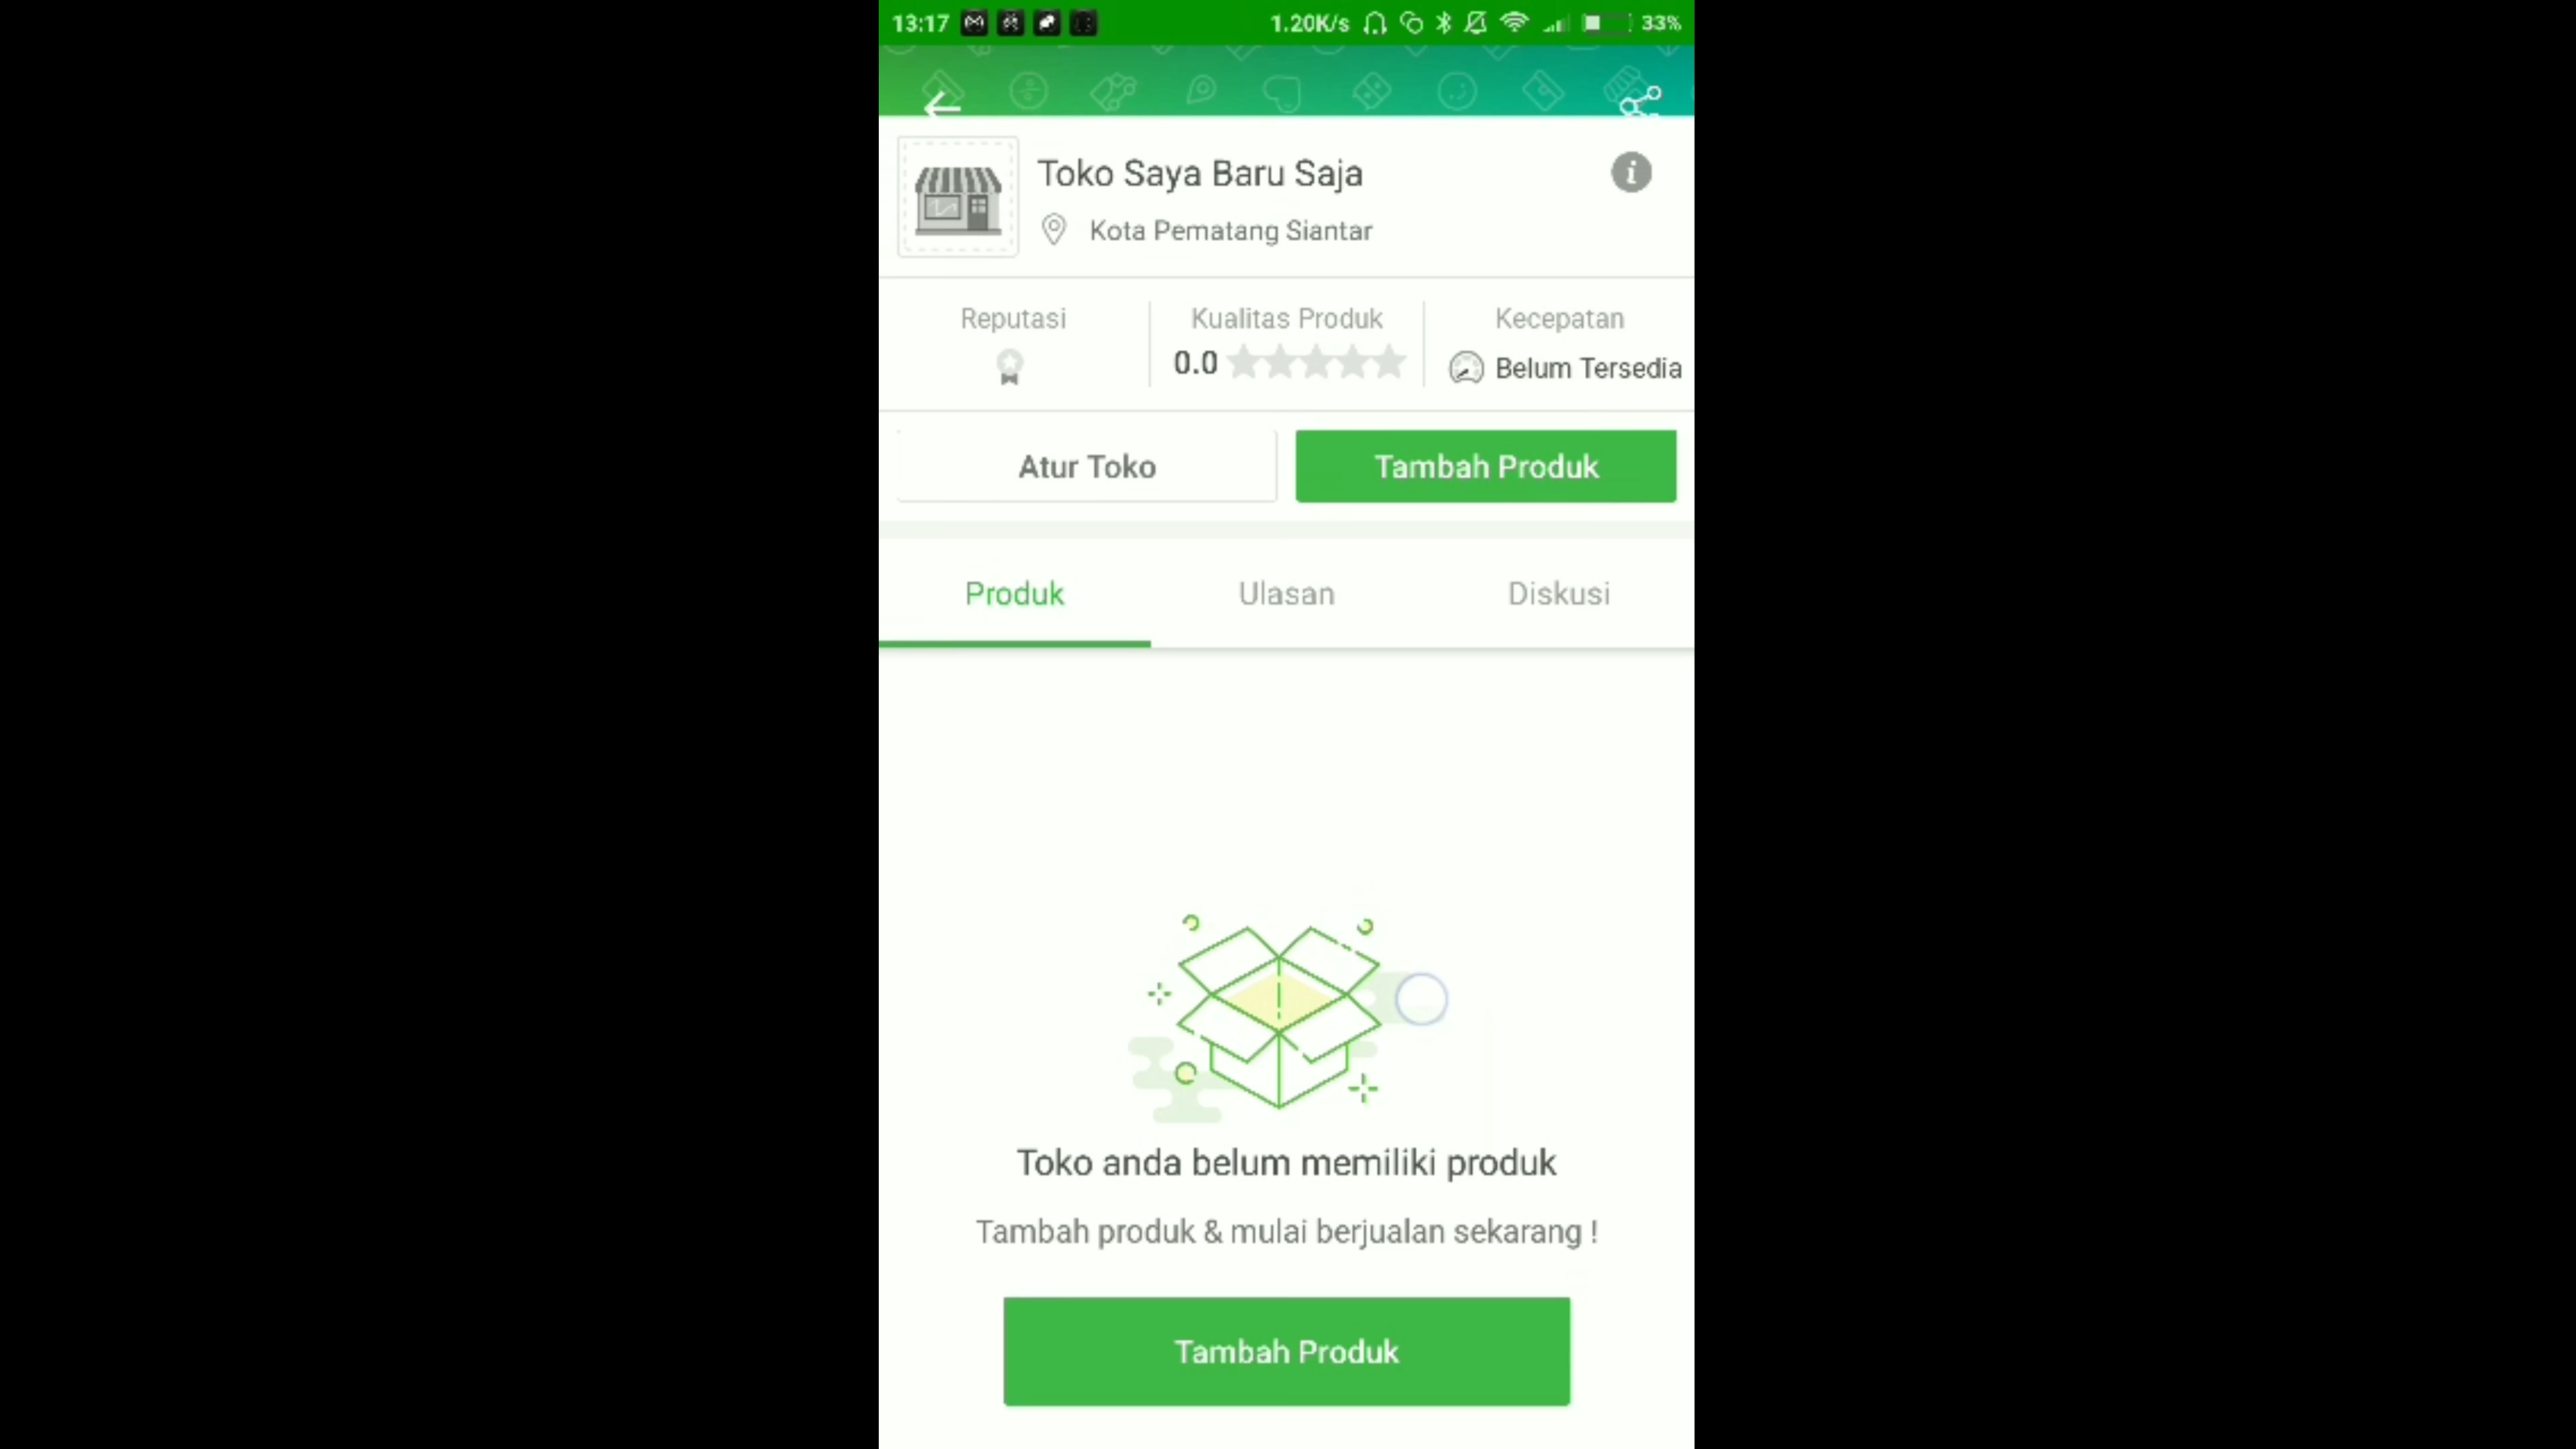 13:17 1.20K/s 33%
Toko Saya Baru Saja
Kota Pematang Siantar
Reputasi Kualitas Produk Kecepatan
0.0 Belum Tersedia
Atur Toko Tambah Produk
Produk Ulasan Diskusi
Toko anda belum memiliki produk
Tambah produk & mulai berjualan sekarang !
Tambah Produk